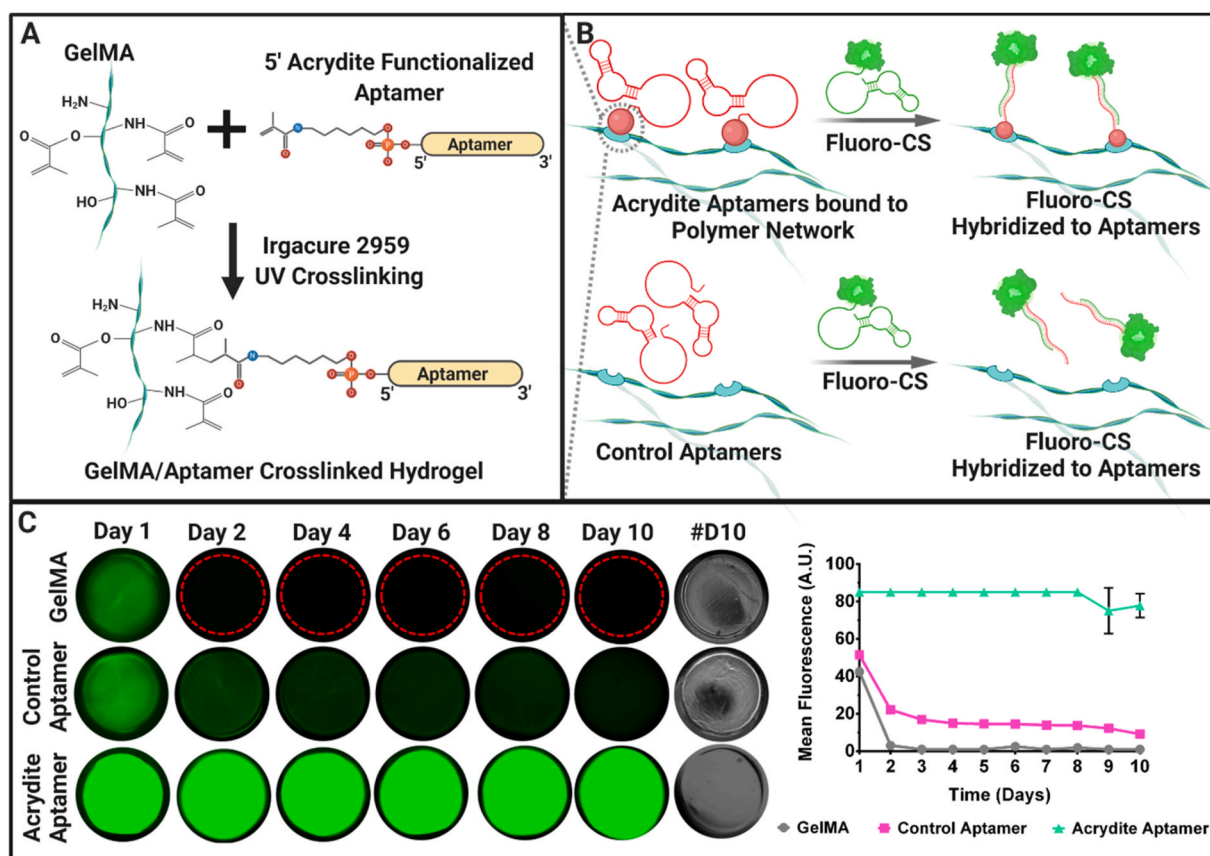 A
GelMA
5' Acrydite Functionalized
Aptamer
H₂N
O
O
NH
O
HO
NH
O
N
O
O
P
O
O
O
5'
Aptamer
3'
Irgacure 2959
UV Crosslinking
H₂N
O
O
NH
O
HO
NH
O
N
O
O
P
O
O
O
5'
Aptamer
3'
GelMA/Aptamer Crosslinked Hydrogel
B
Fluoro-CS
Acrydite Aptamers bound to
Polymer Network
Fluoro-CS
Hybridized to Aptamers
Fluoro-CS
Control Aptamers
Fluoro-CS
Hybridized to Aptamers
C
Day 1 Day 2 Day 4 Day 6 Day 8 Day 10 #D10
GelMA
Control
Aptamer
Acrydite
Aptamer
Mean Fluorescence (A.U.)
100
80
60
40
20
0
1 2 3 4 5 6 7 8 9 10
Time (Days)
GelMA Control Aptamer Acrydite Aptamer